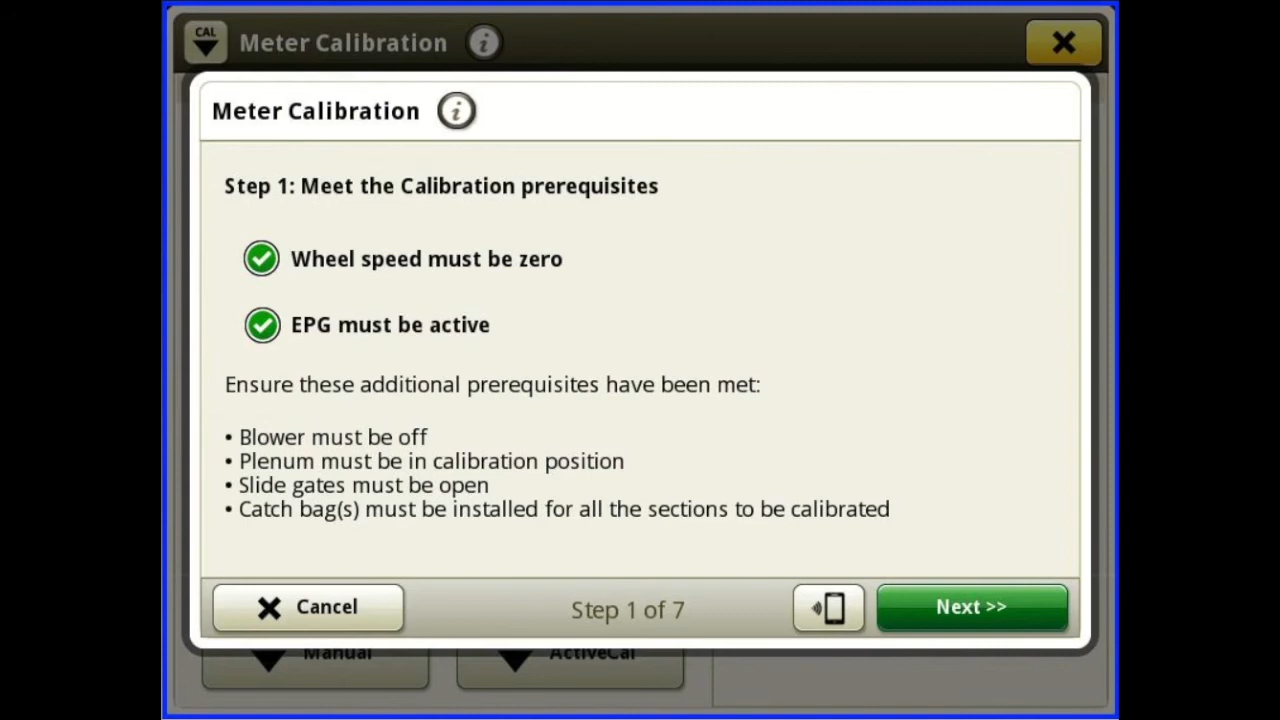 CAL
Meter Calibration
Meter Calibration
Step 1: Meet the Calibration prerequisites
Wheel speed must be zero
EPG must be active
Ensure these additional prerequisites have been met:
• Blower must be off
• Plenum must be in calibration position
• Slide gates must be open
• Catch bag(s) must be installed for all the sections to be calibrated
Cancel
Step 1 of 7
Next >>
Manual
ActiveCal